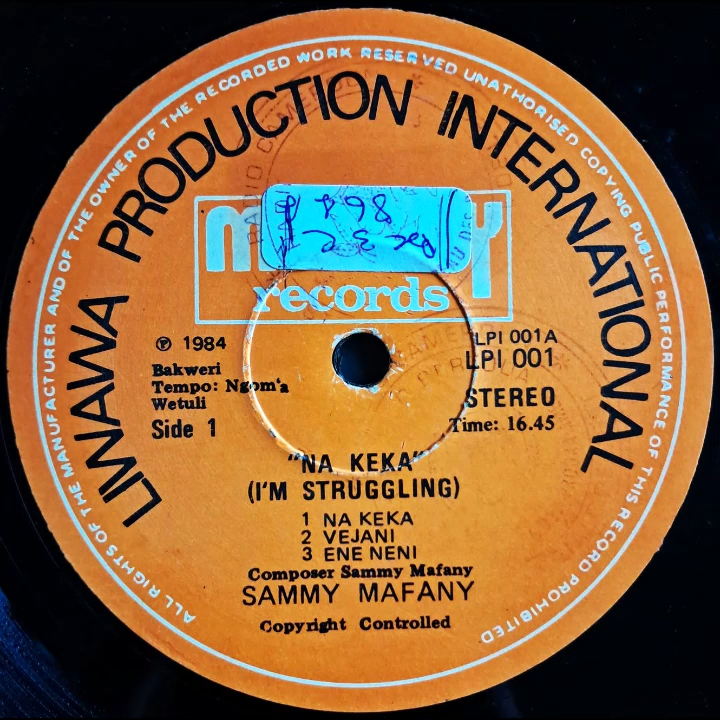 ALL RIGHTS OF THE MANUFACTURER AND OF THE OWNER OF THE RECORDED WORK RESERVED UNAUTHORISED COPYING PUBLIC PERFORMANCE OF THIS RECORD PROHIBITED.
LIWAWA PRODUCTION INTERNATIONAL
records
℗ 1984
Bakweri
Tempo: Ngom'a
Wetuli
Side 1
LPI 001A
LPI 001
STEREO
Time: 16.45
"NA KEKA"
(I'M STRUGGLING)
1 NA KEKA
2 VEJANI
3 ENE NENI
Composer Sammy Mafany
SAMMY MAFANY
Copyright Controlled